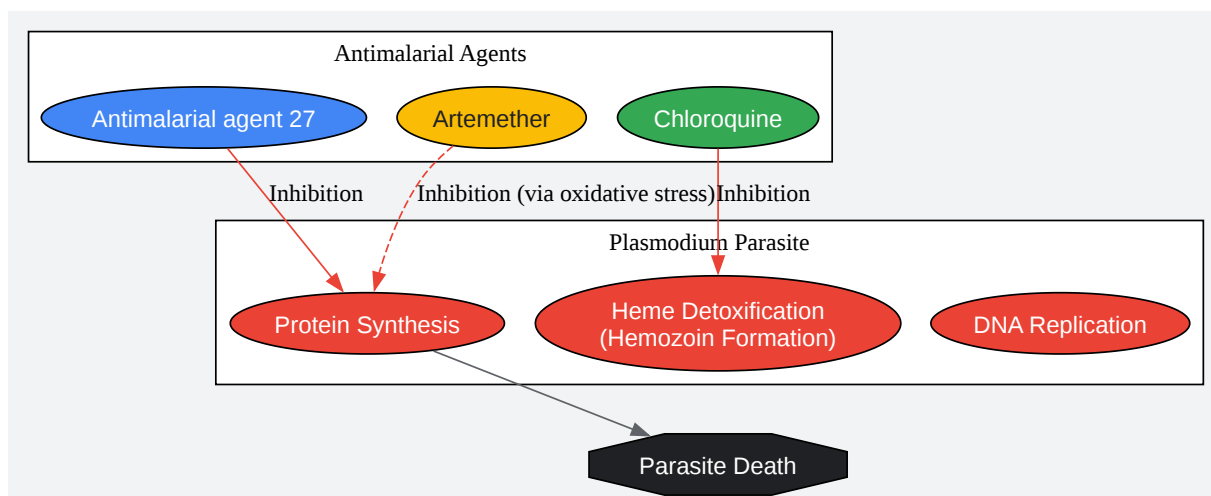 Antimalarial Agents
Antimalarial agent 27
Artemether
Chloroquine
Inhibition
Inhibition (via oxidative stress)
Inhibition
Plasmodium Parasite
Protein Synthesis
Heme Detoxification
(Hemozoin Formation)
DNA Replication
Parasite Death